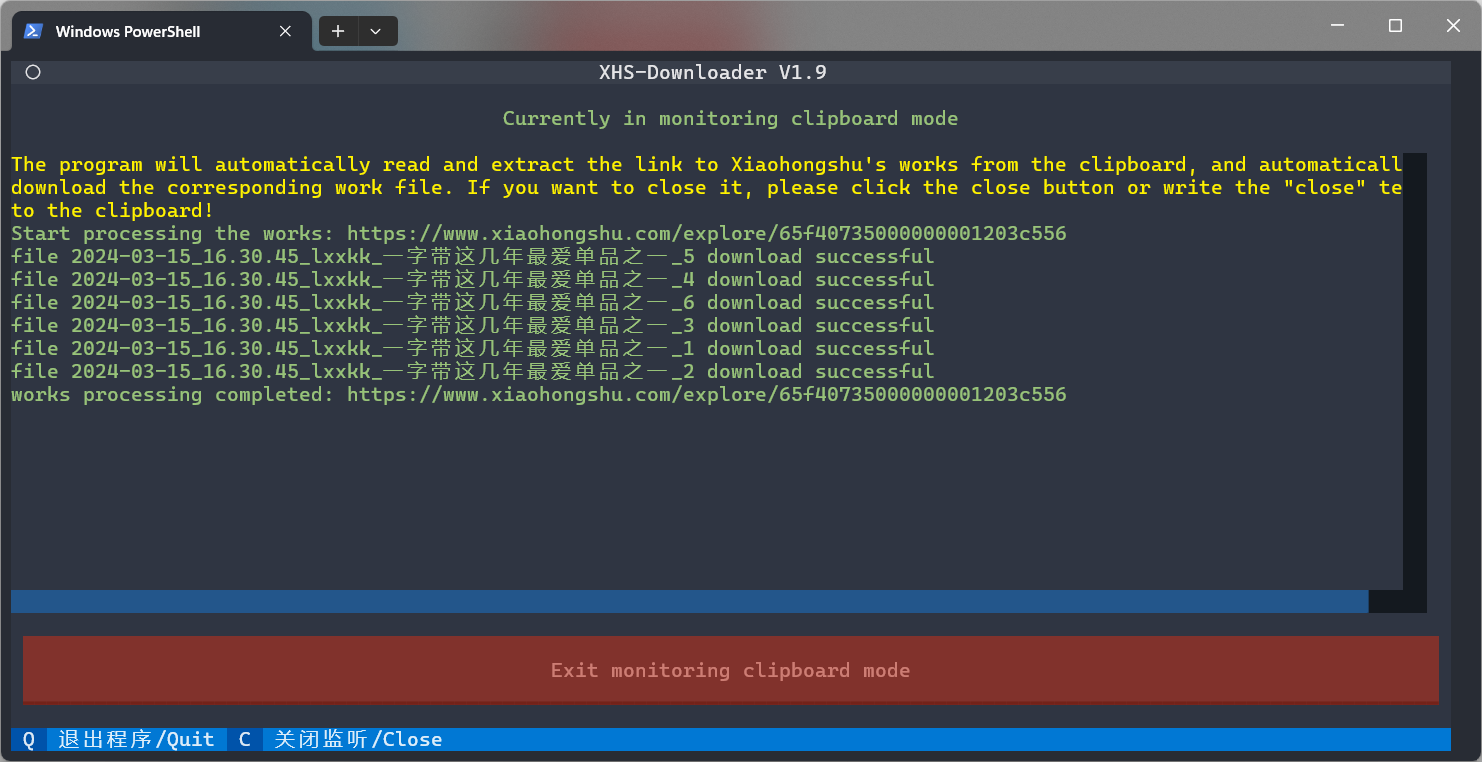 Windows PowerShell
XHS-Downloader V1.9
Currently in monitoring clipboard mode
The program will automatically read and extract the link to Xiaohongshu's works from the clipboard, and automaticall
download the corresponding work file. If you want to close it, please click the close button or write the "close" te
to the clipboard!
Start processing the works: https://www.xiaohongshu.com/explore/65f40735000000001203c556
file 2024-03-15_16.30.45_lxxkk_一字带这几年最爱单品之一_5 download successful
file 2024-03-15_16.30.45_lxxkk_一字带这几年最爱单品之一_4 download successful
file 2024-03-15_16.30.45_lxxkk_一字带这几年最爱单品之一_6 download successful
file 2024-03-15_16.30.45_lxxkk_一字带这几年最爱单品之一_3 download successful
file 2024-03-15_16.30.45_lxxkk_一字带这几年最爱单品之一_1 download successful
file 2024-03-15_16.30.45_lxxkk_一字带这几年最爱单品之一_2 download successful
works processing completed: https://www.xiaohongshu.com/explore/65f40735000000001203c556
Exit monitoring clipboard mode
Q 退出程序/Quit C 关闭监听/Close